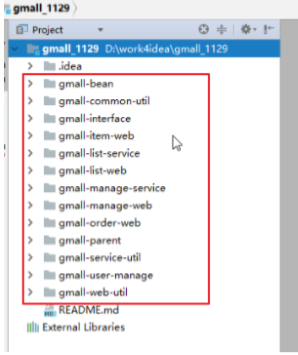 gmall_1129
Project
gmall_1129 D:\work4idea\gmall_1129
.idea
gmall-bean
gmall-common-util
gmall-interface
gmall-item-web
gmall-list-service
gmall-list-web
gmall-manage-service
gmall-manage-web
gmall-order-web
gmall-parent
gmall-service-util
gmall-user-manage
gmall-web-util
README.md
External Libraries